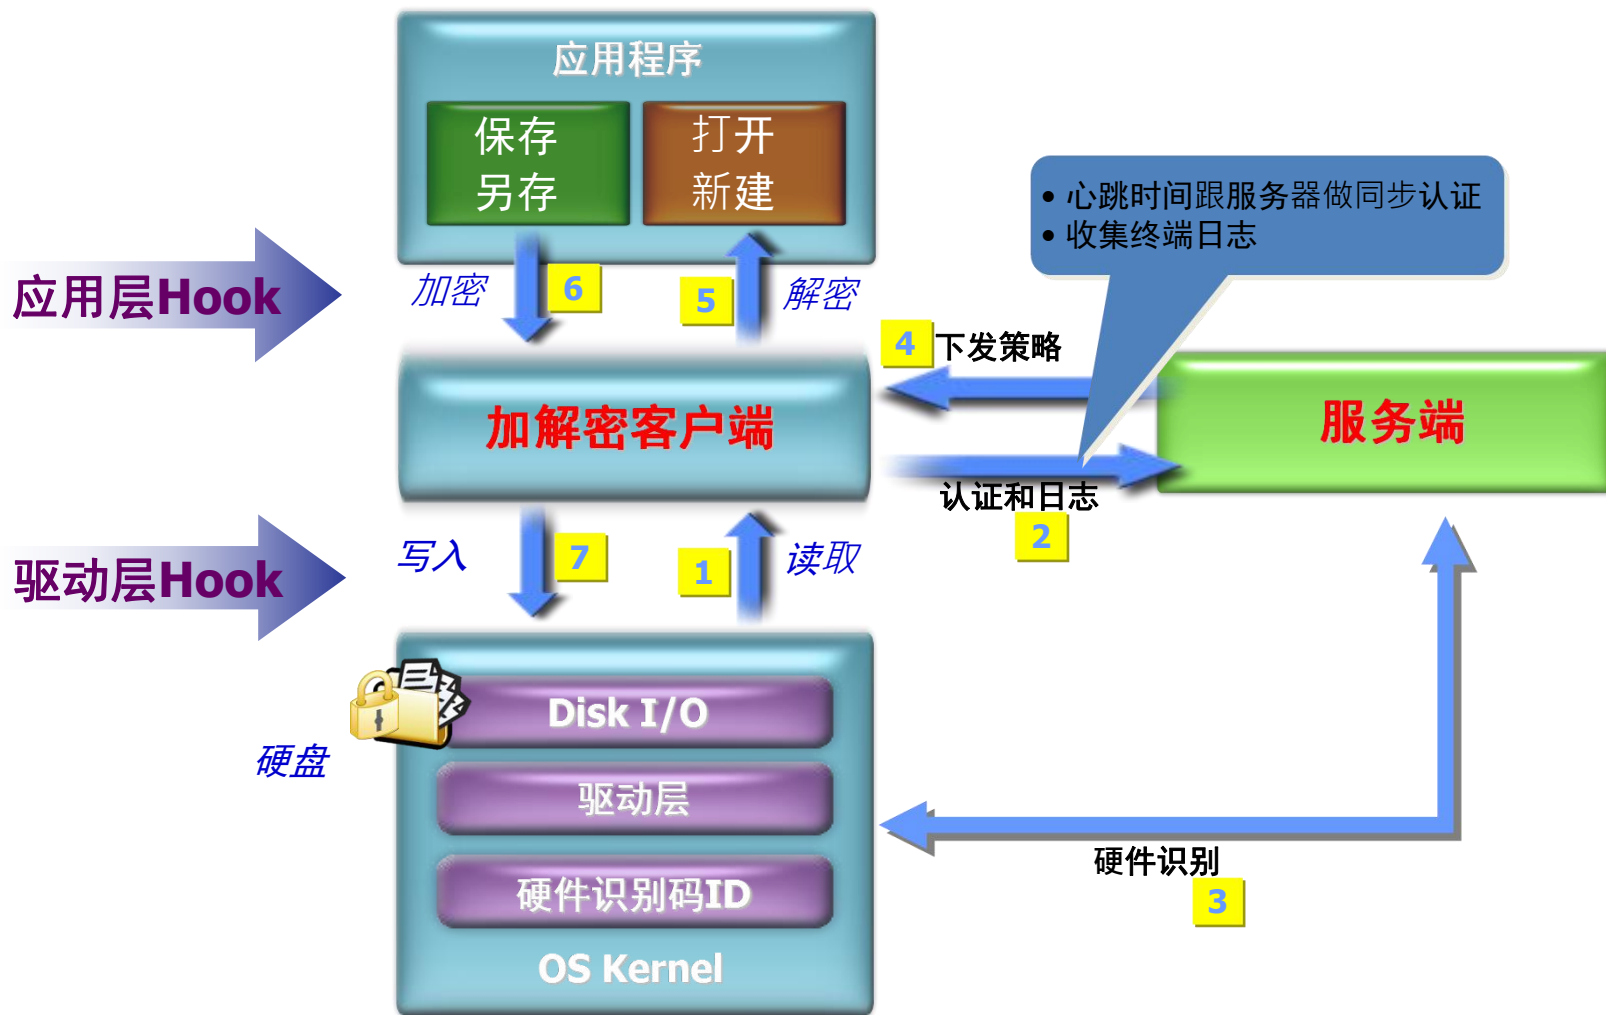 应用程序
保存
另存
打开
新建
• 心跳时间跟服务器做同步认证
• 收集终端日志
应用层Hook
加密
6
5
解密
4
下发策略
加解密客户端
服务端
认证和日志
2
驱动层Hook
写入
7
1
读取
Disk I/O
硬盘
驱动层
硬件识别
3
硬件识别码ID
OS Kernel